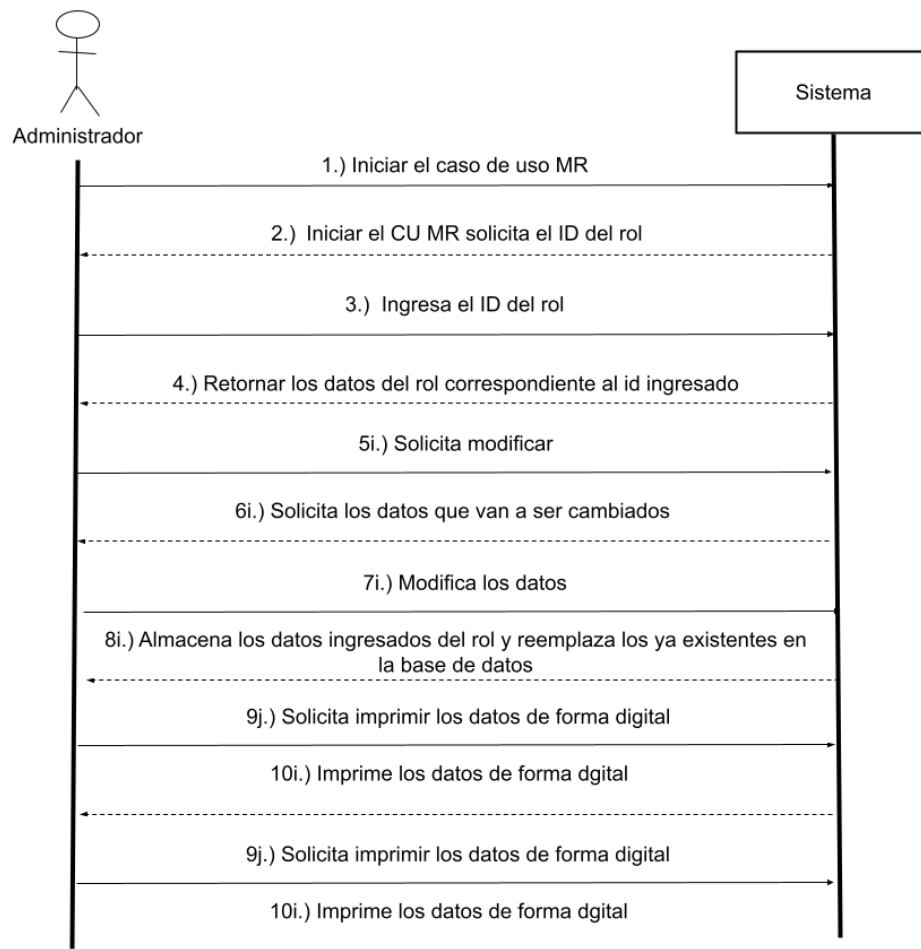 Administrador
Sistema
1.) Iniciar el caso de uso MR
2.) Iniciar el CU MR solicita el ID del rol
3.) Ingresa el ID del rol
4.) Retornar los datos del rol correspondiente al id ingresado
5i.) Solicita modificar
6i.) Solicita los datos que van a ser cambiados
7i.) Modifica los datos
8i.) Almacena los datos ingresados del rol y reemplaza los ya existentes en
la base de datos
9j.) Solicita imprimir los datos de forma digital
10i.) Imprime los datos de forma dgital
9j.) Solicita imprimir los datos de forma digital
10i.) Imprime los datos de forma dgital